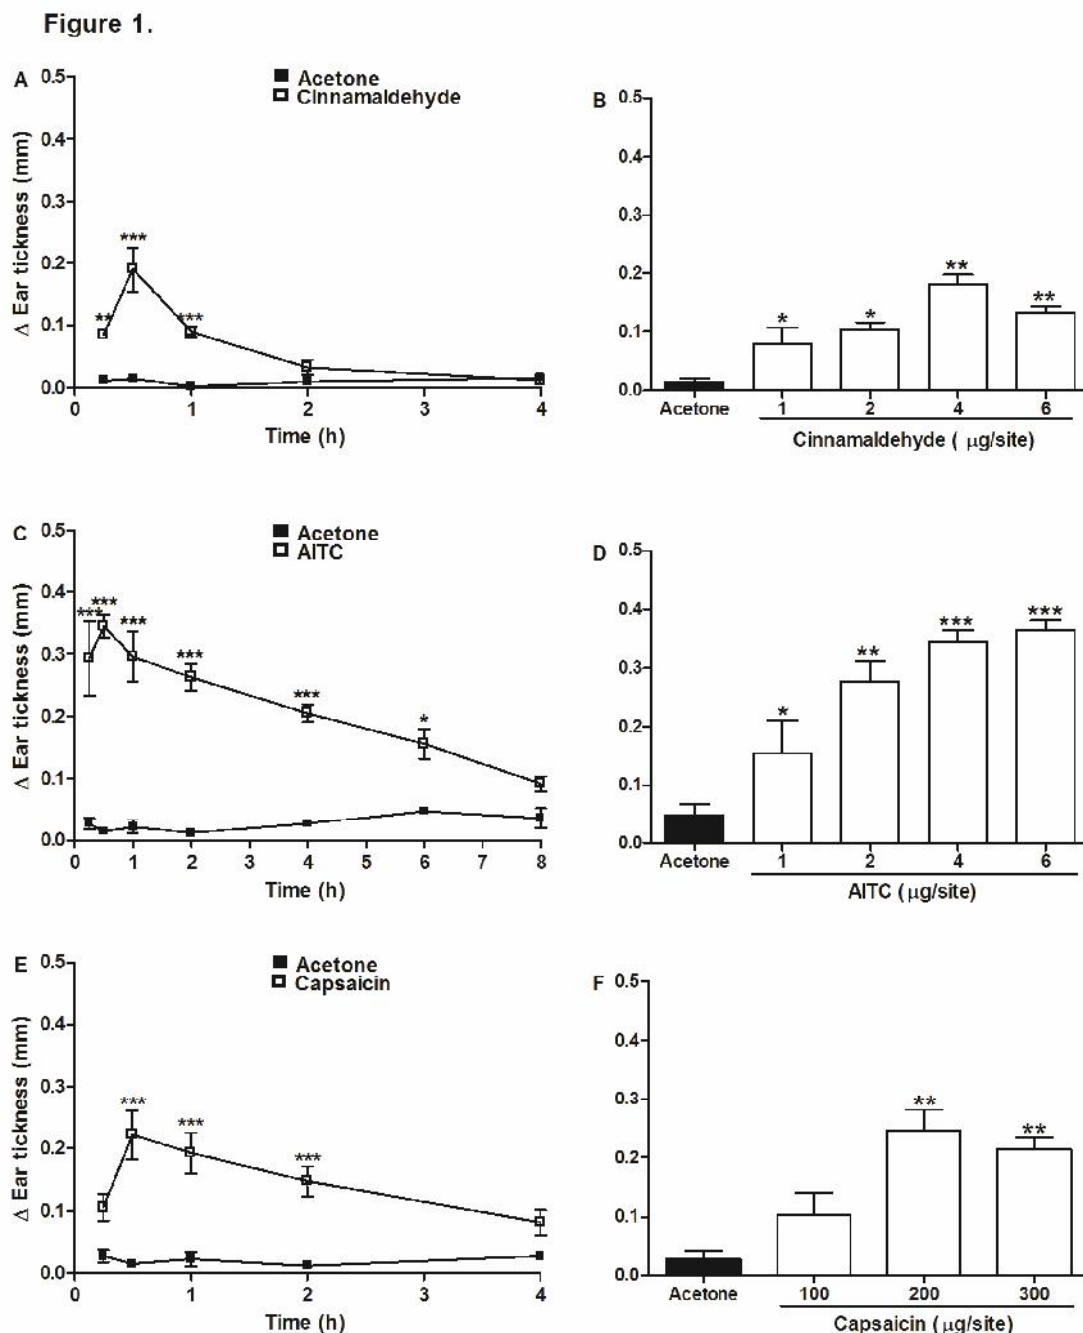 Figure 1.
A
Acetone
Cinnamaldehyde
Δ Ear tickness (mm)
0.5
0.4
0.3
0.2
0.1
0.0
***
**
***
0 1 2 3 4
Time (h)
B
0.5
0.4
0.3
0.2
0.1
0.0
* * ** **
Acetone 1 2 4 6
Cinnamaldehyde ( μg/site)
C
Acetone
AITC
Δ Ear tickness (mm)
0.5
0.4
0.3
0.2
0.1
0.0
*** *** *** *** *** *
0 1 2 3 4 5 6 7 8
Time (h)
D
0.5
0.4
0.3
0.2
0.1
0.0
* ** *** ***
Acetone 1 2 4 6
AITC ( μg/site)
E
Acetone
Capsaicin
Δ Ear tickness (mm)
0.5
0.4
0.3
0.2
0.1
0.0
*** *** ***
0 1 2 3 4
Time (h)
F
0.5
0.4
0.3
0.2
0.1
0.0
** **
Acetone 100 200 300
Capsaicin ( μg/site)